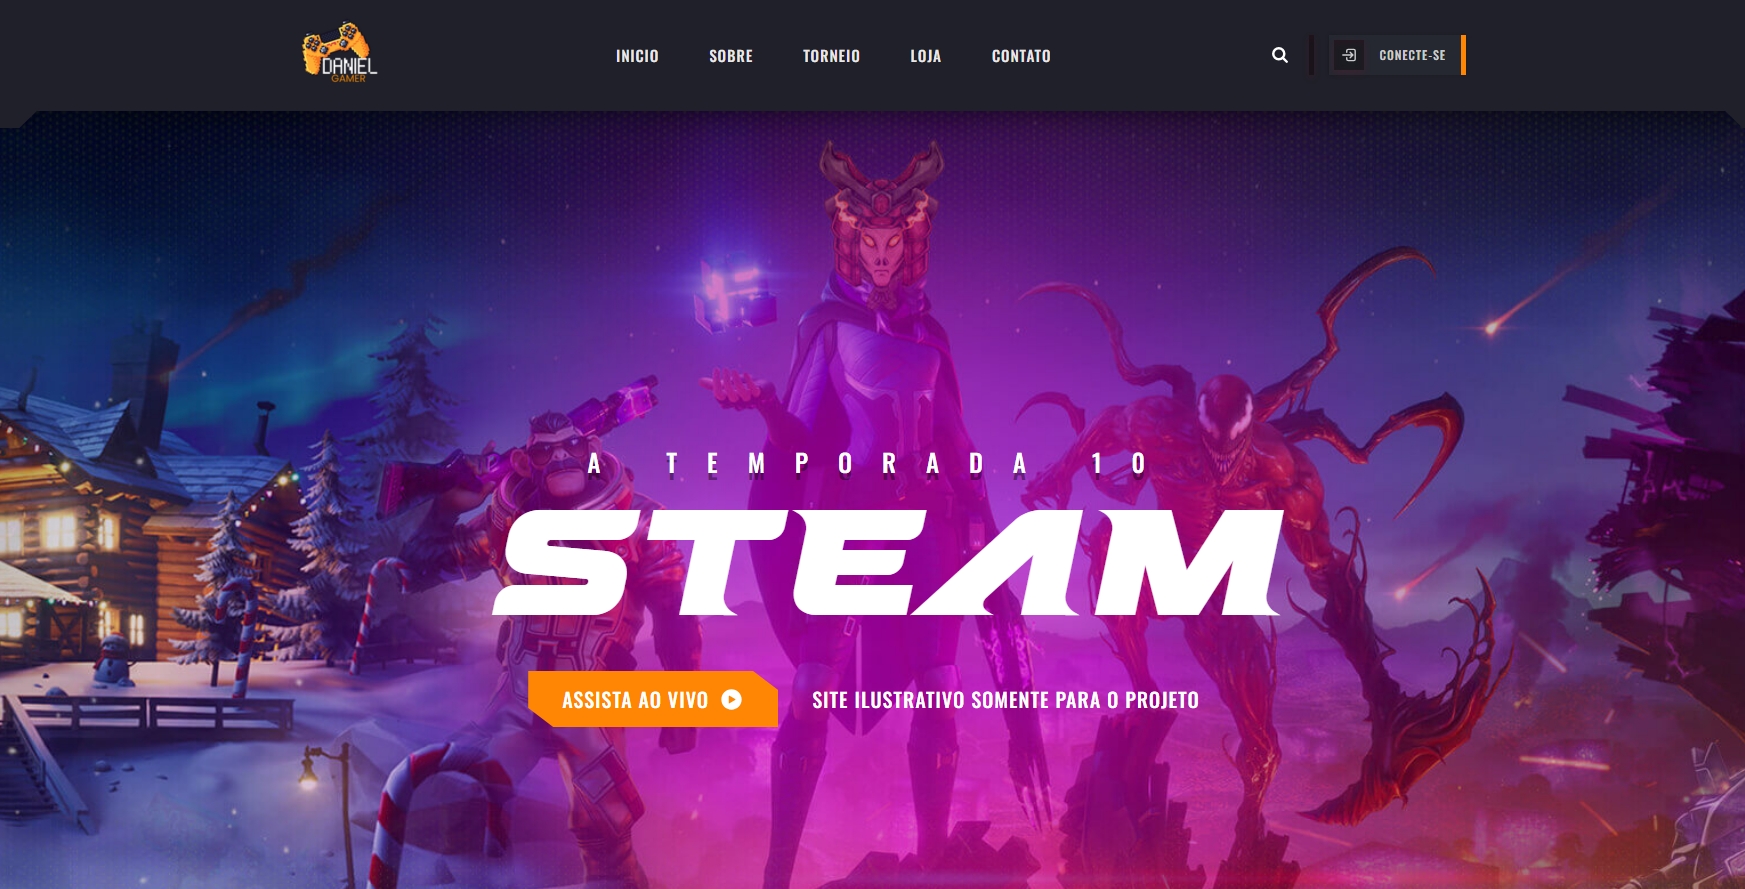 DANIEL
GAMER
INICIO
SOBRE
TORNEIO
LOJA
CONTATO
CONECTE-SE
A TEMPORADA 10
STEAM
ASSISTA AO VIVO
SITE ILUSTRATIVO SOMENTE PARA O PROJETO